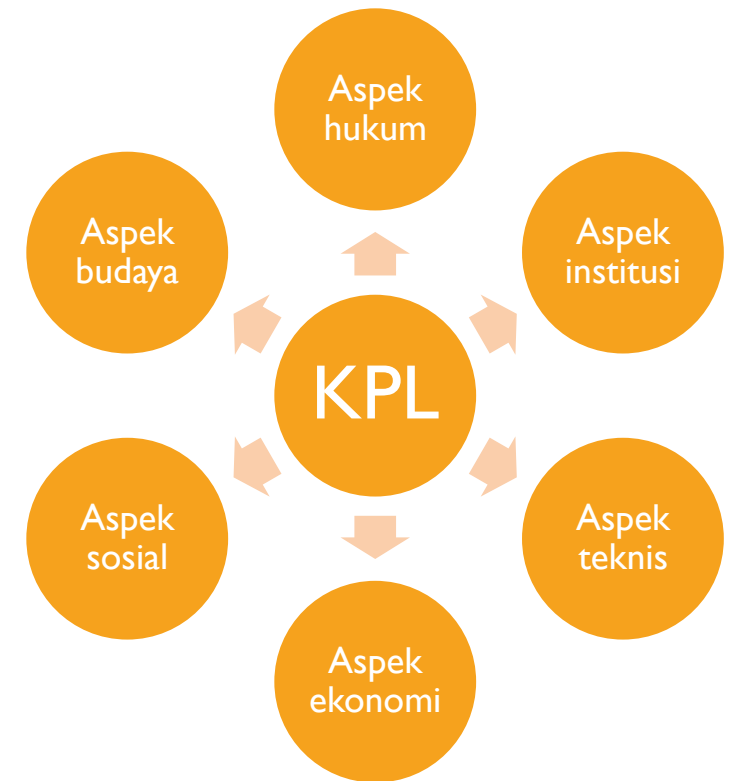 Aspek
hukum
Aspek
budaya
Aspek
institusi
KPL
Aspek
sosial
Aspek
teknis
Aspek
ekonomi